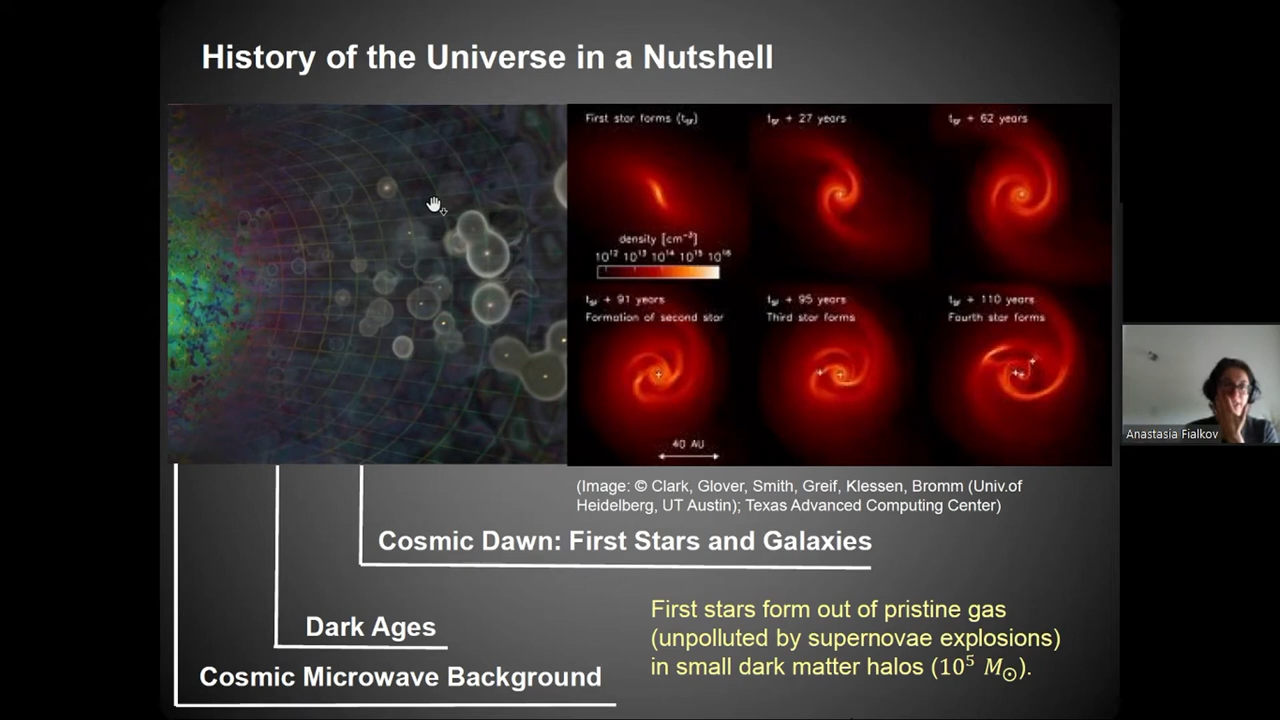 History of the Universe in a Nutshell
First star forms (t_SF)
t_SF + 27 years
t_SF + 62 years
density [cm⁻³]
10¹² 10¹³ 10¹⁴ 10¹⁵ 10¹⁶
t_SF + 91 years
Formation of second star
t_SF + 95 years
Third star forms
t_SF + 110 years
Fourth star forms
40 AU
Anastasia Fialkov
(Image: © Clark, Glover, Smith, Greif, Klessen, Bromm (Univ.of
Heidelberg, UT Austin); Texas Advanced Computing Center)
Cosmic Dawn: First Stars and Galaxies
Dark Ages
Cosmic Microwave Background
First stars form out of pristine gas
(unpolluted by supernovae explosions)
in small dark matter halos (10⁵ M⊙).